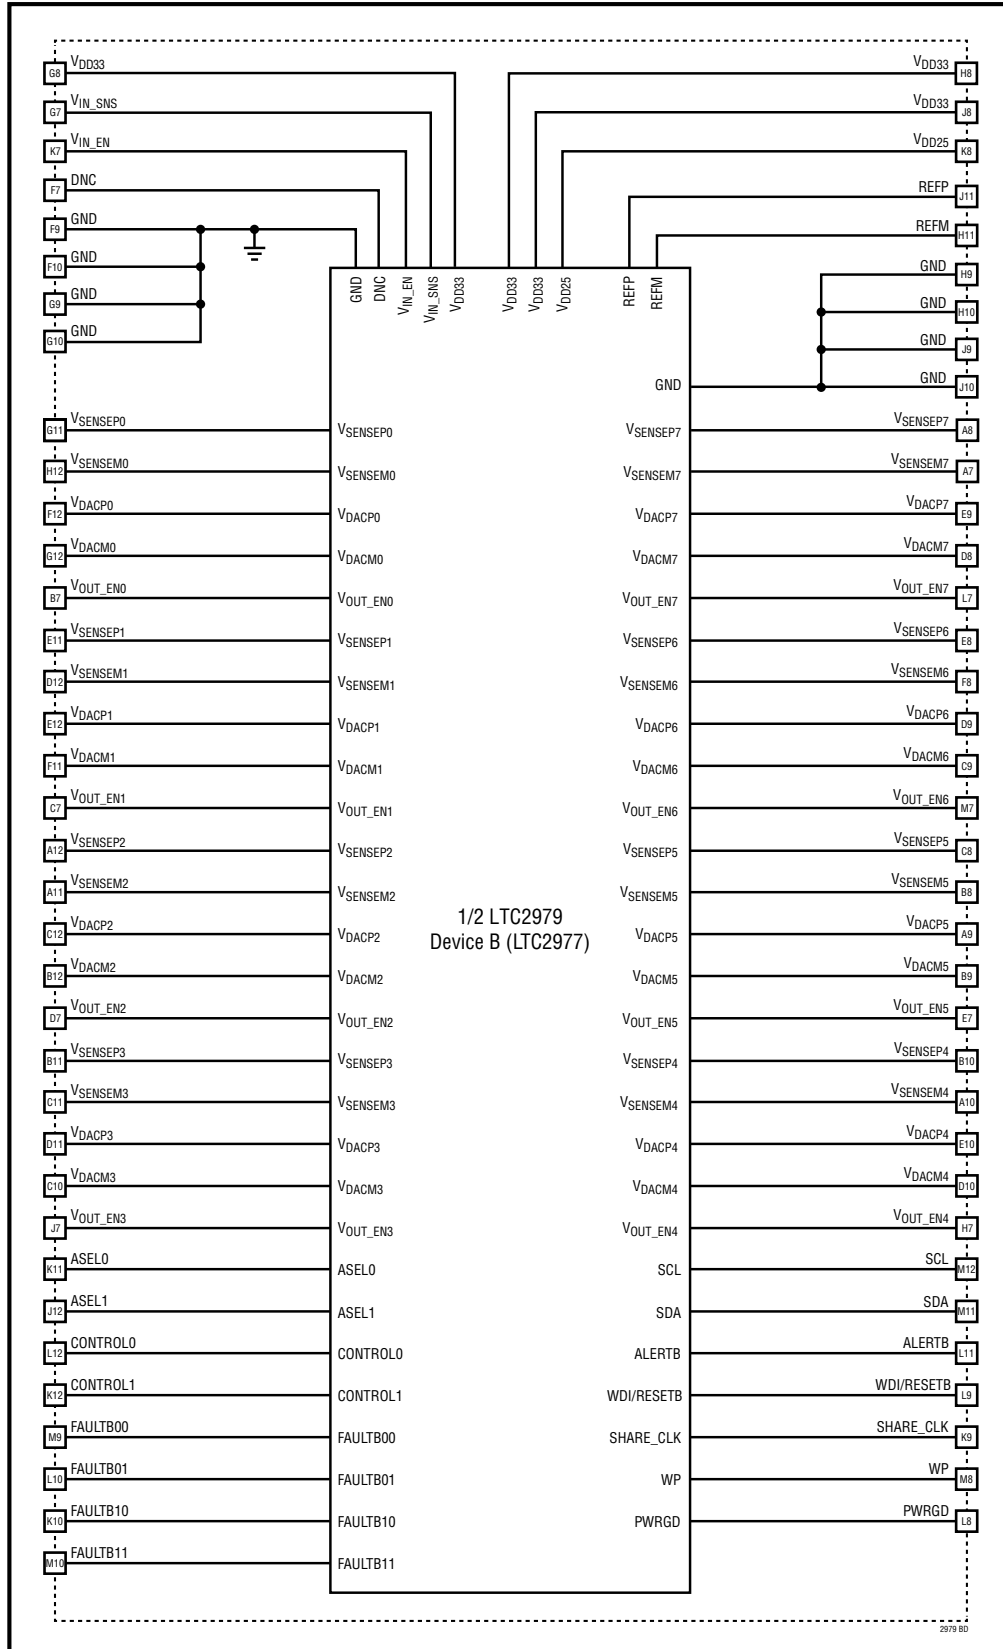 G8 VDD33
G7 VIN_SNS
K7 VIN_EN
F7 DNC
F9 GND
F10 GND
G9 GND
G10 GND
VDD33 H8
VDD33 J8
VDD25 K8
REFP J11
REFM H11
GND H9
GND H10
GND J9
GND J10
GND
DNC
VIN_EN
VIN_SNS
VDD33
VDD33
VDD33
VDD25
REFP
REFM
GND
G11 VSENSEP0 VSENSEP0 VSENSEP7 VSENSEP7 A8
H12 VSENSEM0 VSENSEM0 VSENSEM7 VSENSEM7 A7
F12 VDACP0 VDACP0 VDACP7 VDACP7 E9
G12 VDACM0 VDACM0 VDACM7 VDACM7 D8
B7 VOUT_EN0 VOUT_EN0 VOUT_EN7 VOUT_EN7 L7
E11 VSENSEP1 VSENSEP1 VSENSEP6 VSENSEP6 E8
D12 VSENSEM1 VSENSEM1 VSENSEM6 VSENSEM6 F8
E12 VDACP1 VDACP1 VDACP6 VDACP6 D9
F11 VDACM1 VDACM1 VDACM6 VDACM6 C9
C7 VOUT_EN1 VOUT_EN1 VOUT_EN6 VOUT_EN6 M7
A12 VSENSEP2 VSENSEP2 VSENSEP5 VSENSEP5 C8
A11 VSENSEM2 VSENSEM2 VSENSEM5 VSENSEM5 B8
1/2 LTC2979
Device B (LTC2977)
C12 VDACP2 VDACP2 VDACP5 VDACP5 A9
B12 VDACM2 VDACM2 VDACM5 VDACM5 B9
D7 VOUT_EN2 VOUT_EN2 VOUT_EN5 VOUT_EN5 E7
B11 VSENSEP3 VSENSEP3 VSENSEP4 VSENSEP4 B10
C11 VSENSEM3 VSENSEM3 VSENSEM4 VSENSEM4 A10
D11 VDACP3 VDACP3 VDACP4 VDACP4 E10
C10 VDACM3 VDACM3 VDACM4 VDACM4 D10
J7 VOUT_EN3 VOUT_EN3 VOUT_EN4 VOUT_EN4 H7
K11 ASEL0 ASEL0 SCL SCL M12
J12 ASEL1 ASEL1 SDA SDA M11
L12 CONTROL0 CONTROL0 ALERTB ALERTB L11
K12 CONTROL1 CONTROL1 WDI/RESETB WDI/RESETB L9
M9 FAULTB00 FAULTB00 SHARE_CLK SHARE_CLK K9
L10 FAULTB01 FAULTB01 WP WP M8
K10 FAULTB10 FAULTB10 PWRGD PWRGD L8
M10 FAULTB11 FAULTB11
2979 BD